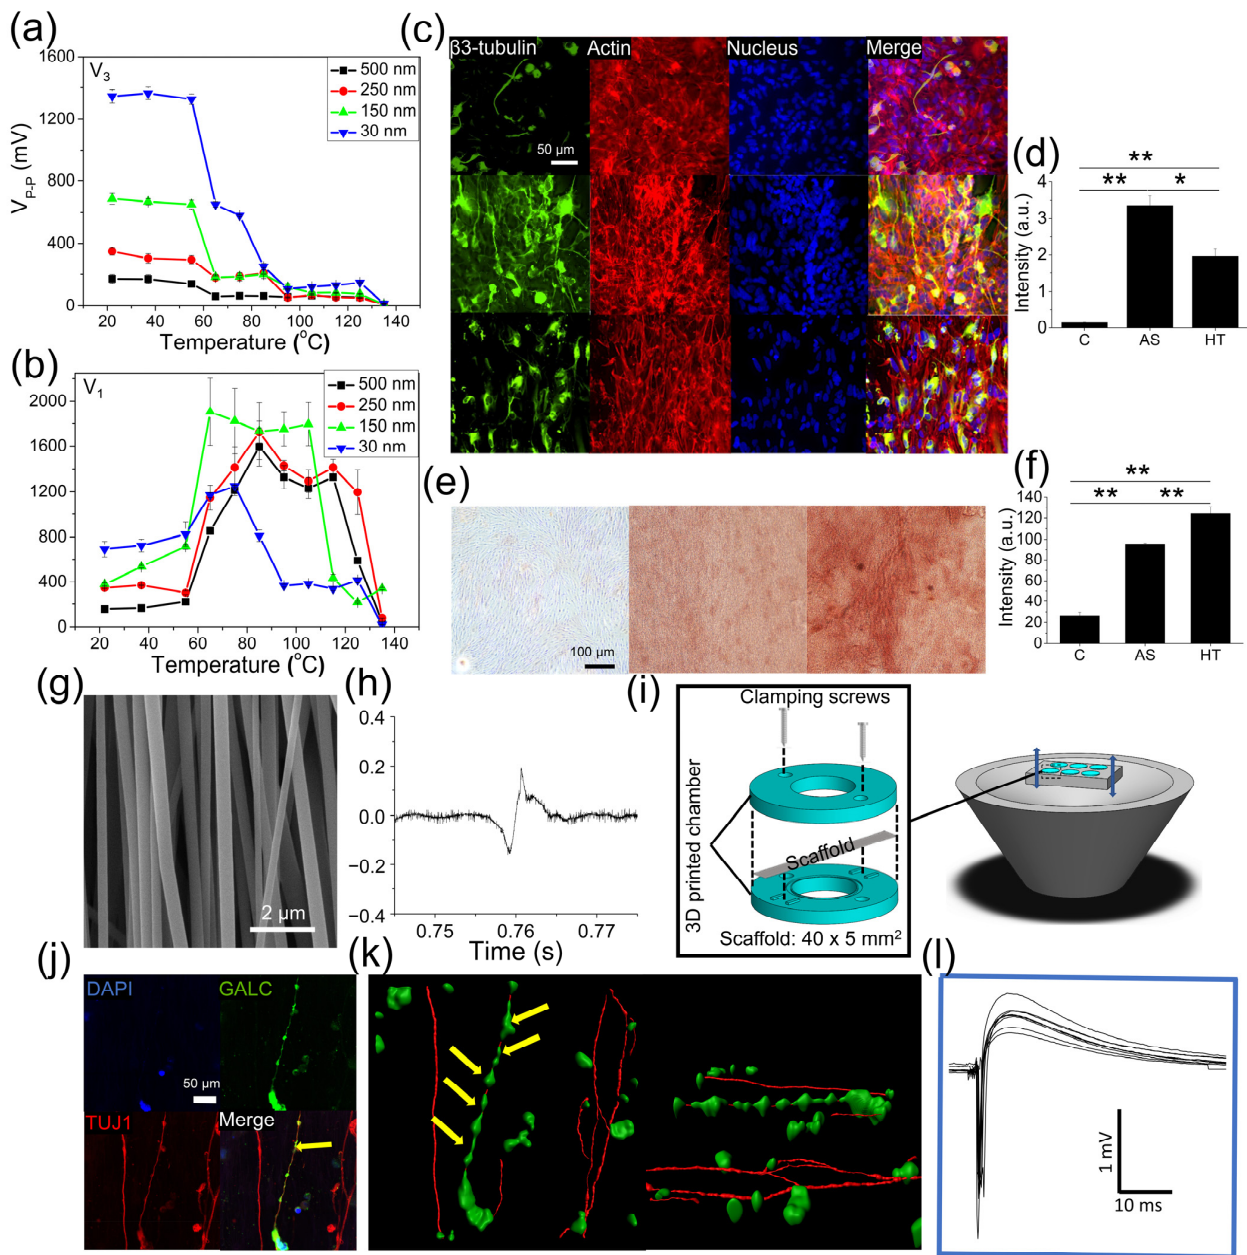 (a)
V3
500 nm
250 nm
150 nm
30 nm
1600
1200
800
400
0
VP-P (mV)
20 40 60 80 100 120 140
Temperature (°C)
(b)
V1
500 nm
250 nm
150 nm
30 nm
2000
1600
1200
800
400
0
20 40 60 80 100 120 140
Temperature (°C)
(c)
β3-tubulin Actin Nucleus Merge
50 µm
(d)
**
** *
4
3
2
1
0
Intensity (a.u.)
C AS HT
(e)
100 µm
(f)
**
** **
140
120
100
80
60
40
20
0
Intensity (a.u.)
C AS HT
(g)
2 µm
(h)
0.4
0.2
0.0
−0.2
−0.4
0.75 0.76 0.77
Time (s)
(i)
Clamping screws
3D printed chamber
Scaffold
Scaffold: 40 x 5 mm²
(j)
DAPI GALC
50 µm
TUJ1 Merge
(k)
(l)
1 mV
10 ms